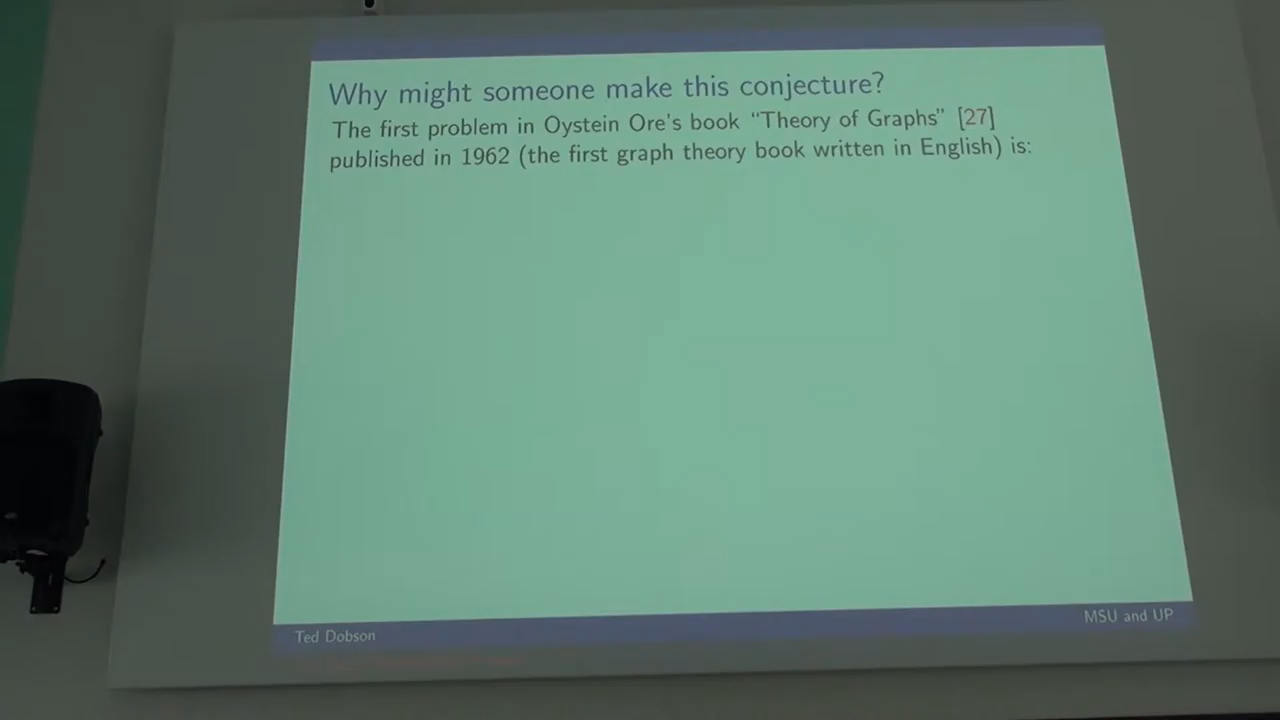 Why might someone make this conjecture?
The first problem in Oystein Ore's book “Theory of Graphs” [27]
published in 1962 (the first graph theory book written in English) is:
Ted Dobson
MSU and UP